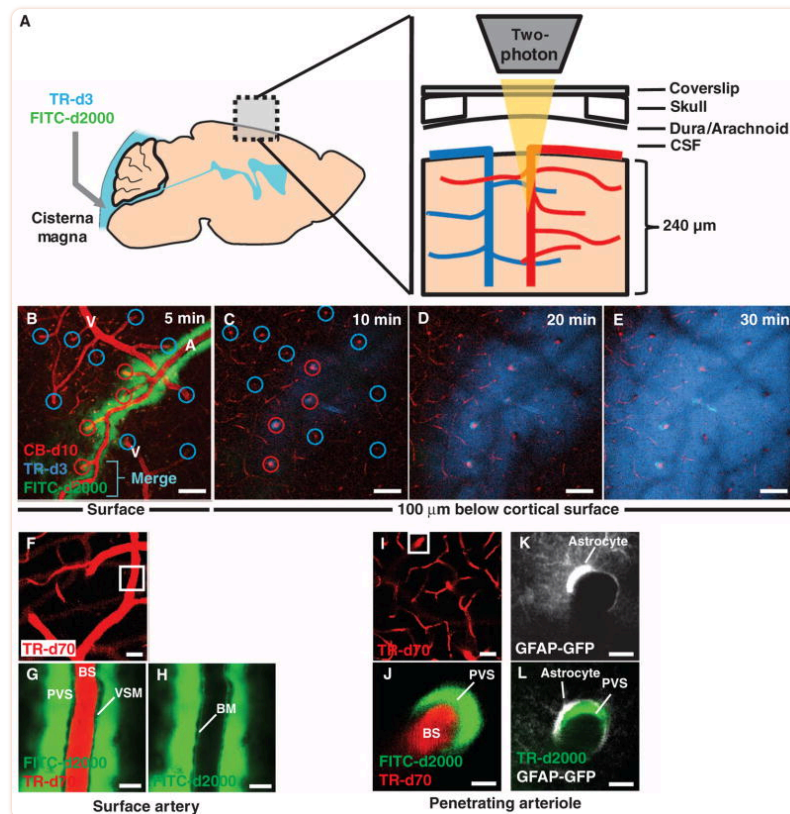 A
Two-
photon
TR-d3
FITC-d2000
Cisterna
magna
Coverslip
Skull
Dura/Arachnoid
CSF
240 μm
B
5 min
V
A
V
CB-d10
TR-d3
FITC-d2000
Merge
C
10 min
D
20 min
E
30 min
Surface
100 μm below cortical surface
F
TR-d70
I
TR-d70
K
Astrocyte
GFAP-GFP
G
BS
PVS
VSM
FITC-d2000
TR-d70
H
BM
FITC-d2000
J
PVS
BS
FITC-d2000
TR-d70
L
Astrocyte
PVS
TR-d2000
GFAP-GFP
Surface artery
Penetrating arteriole